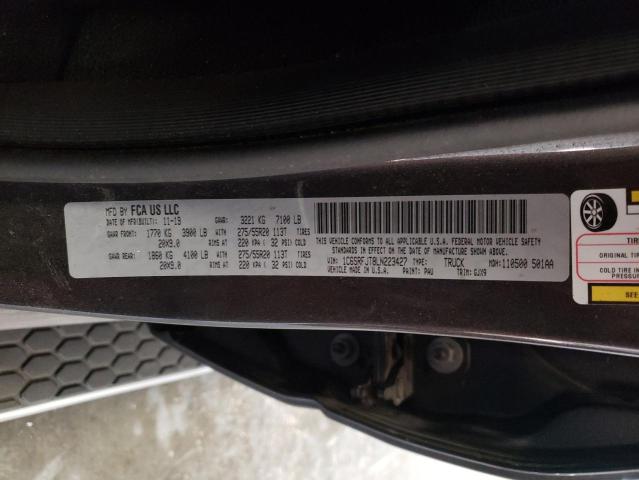 MFD BY FCA US LLC
DATE OF MFR(BUILT): 11-19 GAWR: 3221 KG 7100 LB
GAWR FRONT: 1770 KG 3900 LB WITH 275/55R20 113T TIRES
20X9.0 RIMS AT 220 KPA ( 32 PSI) COLD
GAWR REAR: 1860 KG 4100 LB WITH 275/55R20 113T TIRES
20X9.0 RIMS AT 220 KPA ( 32 PSI) COLD
THIS VEHICLE CONFORMS TO ALL APPLICABLE U.S.A. FEDERAL MOTOR VEHICLE SAFETY
STANDARDS IN EFFECT ON THE DATE OF MANUFACTURE SHOWN ABOVE.
VIN: TYPE: TRUCK MDH: 110500 501AA
MADE IN U.S.A. PAINT: PAU TRIM: GJX9
TIR
ORIGINAL TIR
COLD TIRE IN
PRESSUR
SEE